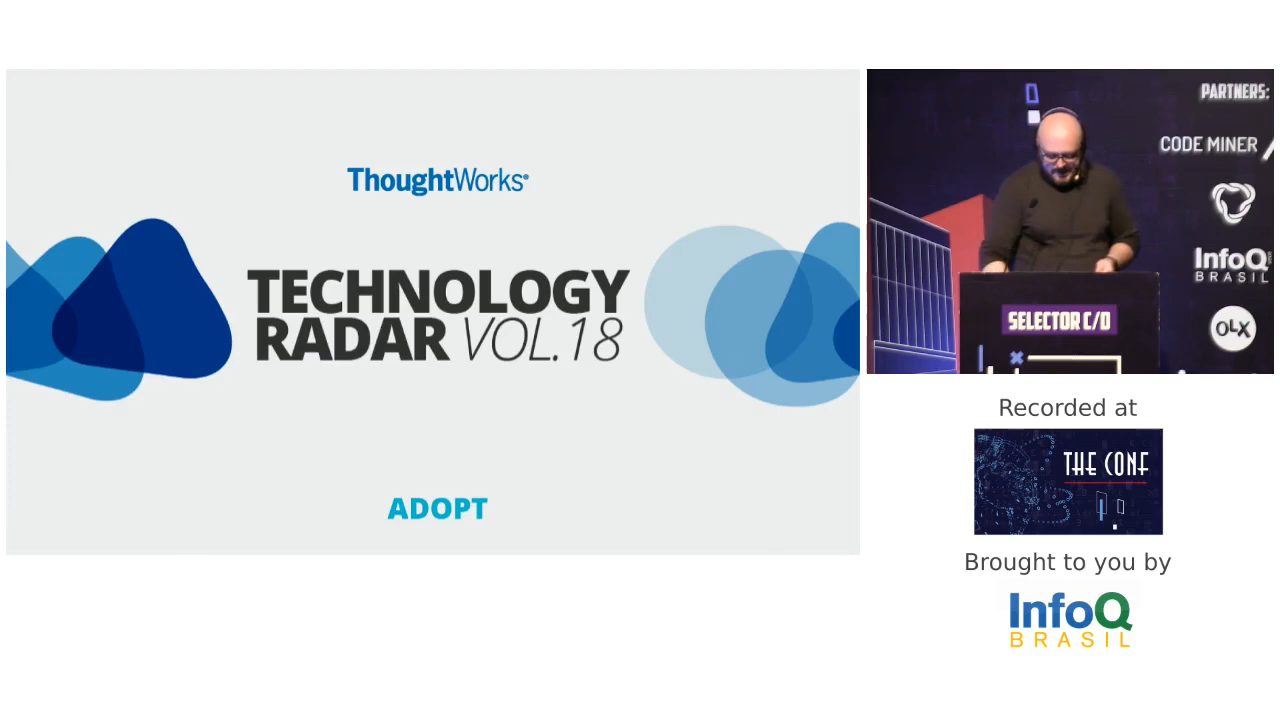 ThoughtWorks®
TECHNOLOGY
RADAR VOL.18
ADOPT
PARTNERS:
CODE MINER
InfoQ
BRASIL
OLX
SELECTOR C/D
Recorded at
THE CONF
Brought to you by
InfoQ
BRASIL